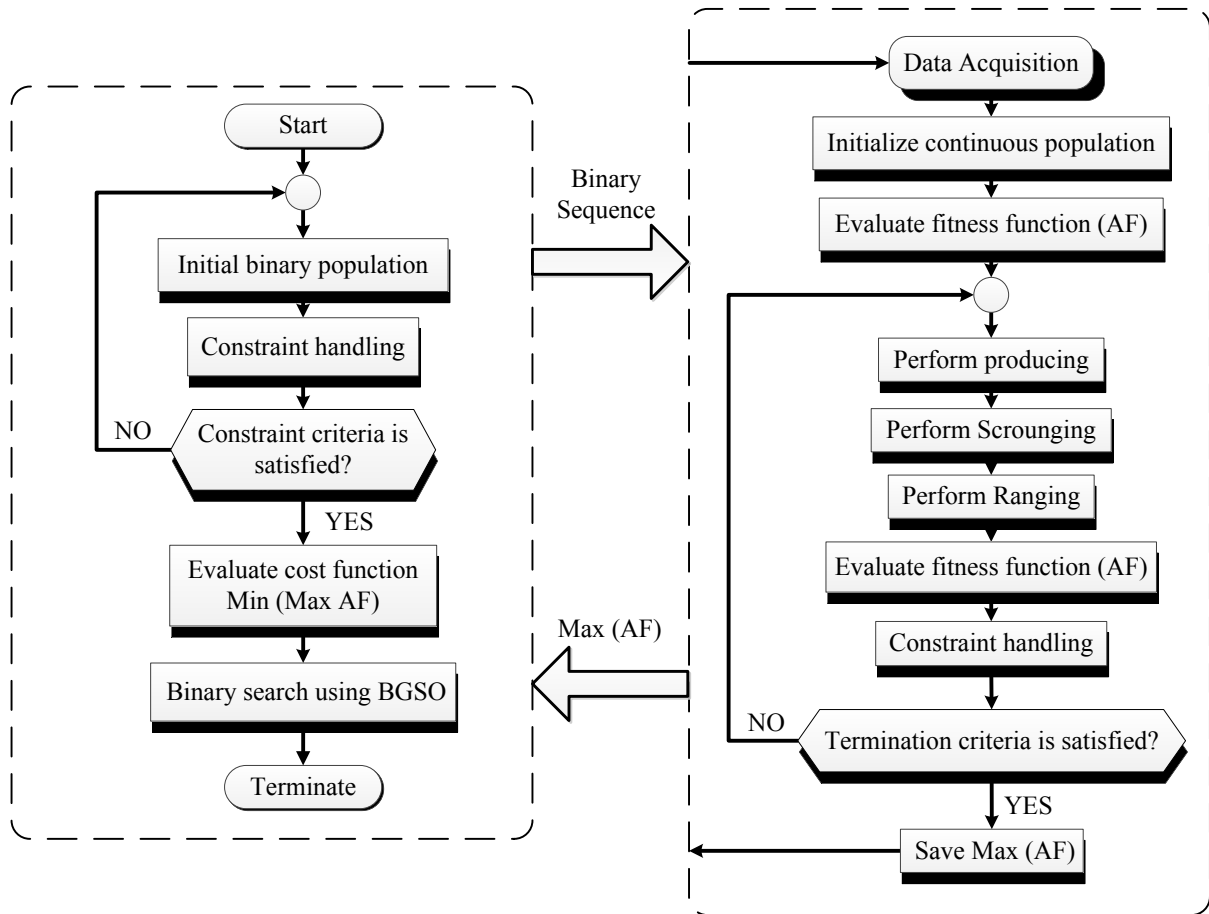 Start
Initial binary population
Constraint handling
Constraint criteria is
satisfied?
NO
YES
Evaluate cost function
Min (Max AF)
Binary search using BGSO
Terminate
Binary
Sequence
Max (AF)
Data Acquisition
Initialize continuous population
Evaluate fitness function (AF)
Perform producing
Perform Scrounging
Perform Ranging
Evaluate fitness function (AF)
Constraint handling
NO
Termination criteria is satisfied?
YES
Save Max (AF)